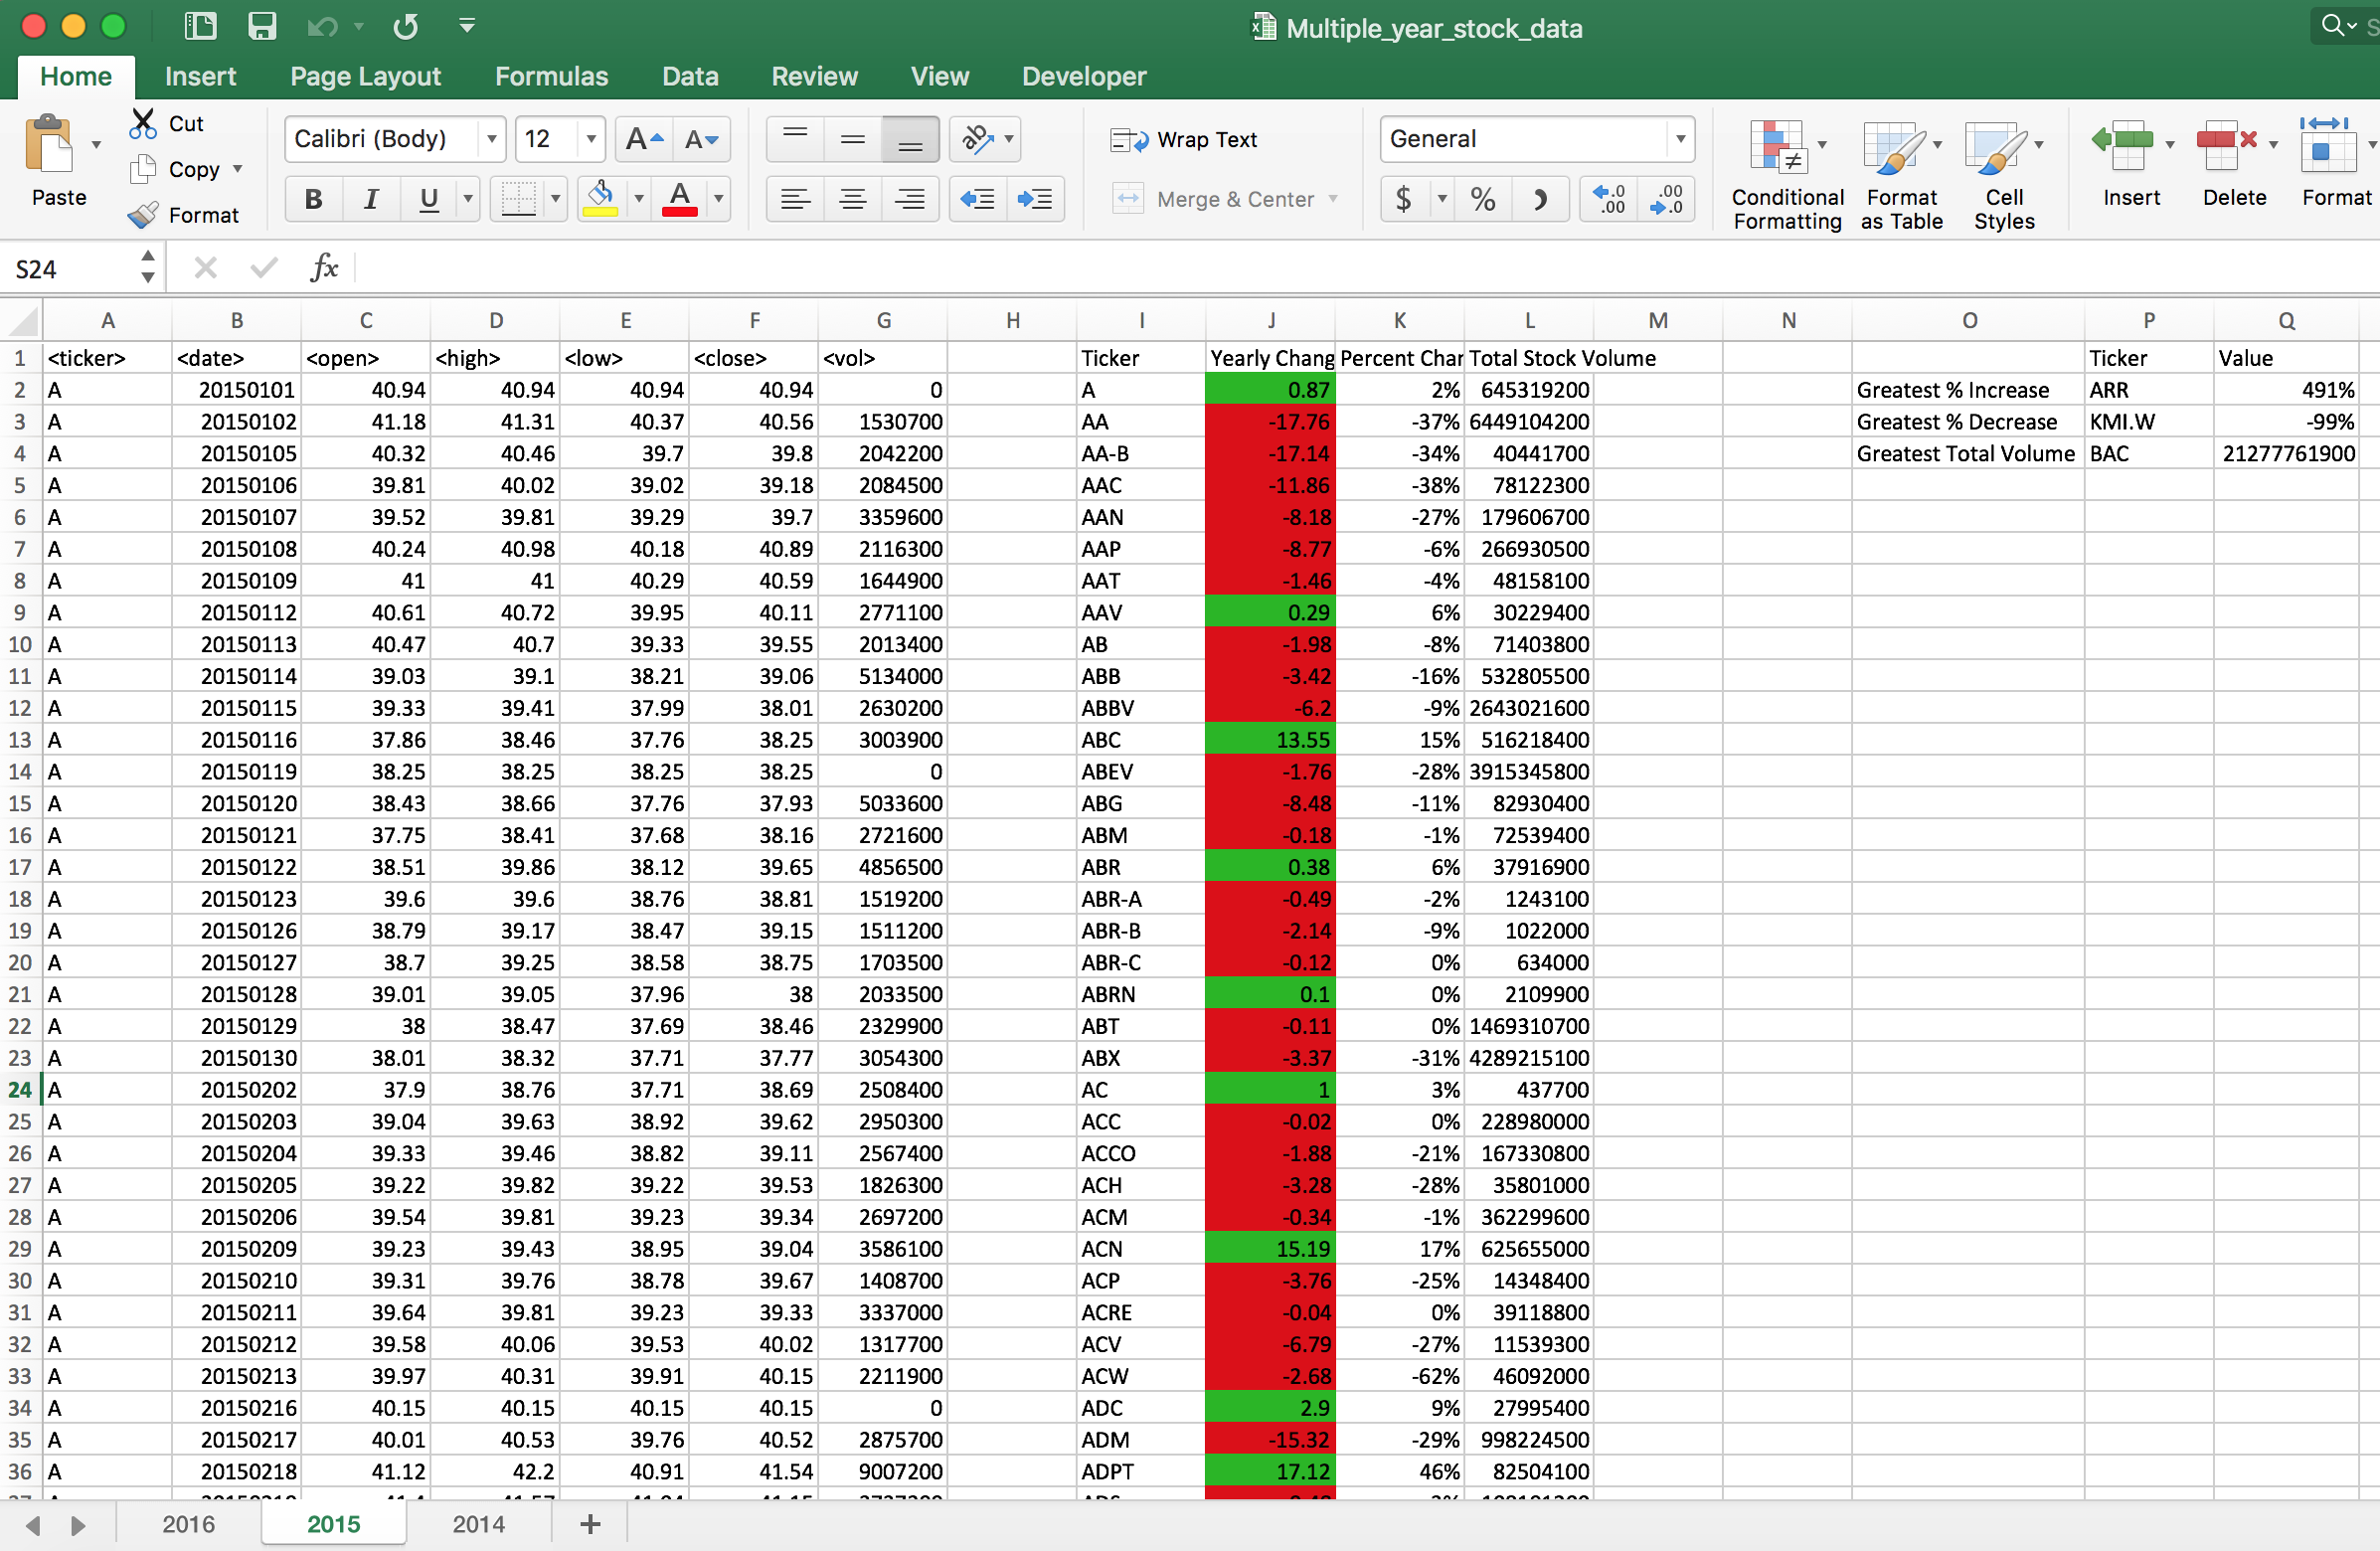 Multiple_year_stock_data
Home Insert Page Layout Formulas Data Review View Developer
Paste Cut Copy Format
Calibri (Body) 12
B I U
Wrap Text
Merge & Center
General
$ %
Conditional Formatting
Format as Table
Cell Styles
Insert Delete Format
S24 fx
A B C D E F G H I J K L M N O P Q
1 <ticker> <date> <open> <high> <low> <close> <vol> Ticker Yearly Chang Percent Char Total Stock Volume Ticker Value
2 A 20150101 40.94 40.94 40.94 40.94 0 A 0.87 2% 645319200 Greatest % Increase ARR 491%
3 A 20150102 41.18 41.31 40.37 40.56 1530700 AA -17.76 -37% 6449104200 Greatest % Decrease KMI.W -99%
4 A 20150105 40.32 40.46 39.7 39.8 2042200 AA-B -17.14 -34% 40441700 Greatest Total Volume BAC 21277761900
5 A 20150106 39.81 40.02 39.02 39.18 2084500 AAC -11.86 -38% 78122300
6 A 20150107 39.52 39.81 39.29 39.7 3359600 AAN -8.18 -27% 179606700
7 A 20150108 40.24 40.98 40.18 40.89 2116300 AAP -8.77 -6% 266930500
8 A 20150109 41 41 40.29 40.59 1644900 AAT -1.46 -4% 48158100
9 A 20150112 40.61 40.72 39.95 40.11 2771100 AAV 0.29 6% 30229400
10 A 20150113 40.47 40.7 39.33 39.55 2013400 AB -1.98 -8% 71403800
11 A 20150114 39.03 39.1 38.21 39.06 5134000 ABB -3.42 -16% 532805500
12 A 20150115 39.33 39.41 37.99 38.01 2630200 ABBV -6.2 -9% 2643021600
13 A 20150116 37.86 38.46 37.76 38.25 3003900 ABC 13.55 15% 516218400
14 A 20150119 38.25 38.25 38.25 38.25 0 ABEV -1.76 -28% 3915345800
15 A 20150120 38.43 38.66 37.76 37.93 5033600 ABG -8.48 -11% 82930400
16 A 20150121 37.75 38.41 37.68 38.16 2721600 ABM -0.18 -1% 72539400
17 A 20150122 38.51 39.86 38.12 39.65 4856500 ABR 0.38 6% 37916900
18 A 20150123 39.6 39.6 38.76 38.81 1519200 ABR-A -0.49 -2% 1243100
19 A 20150126 38.79 39.17 38.47 39.15 1511200 ABR-B -2.14 -9% 1022000
20 A 20150127 38.7 39.25 38.58 38.75 1703500 ABR-C -0.12 0% 634000
21 A 20150128 39.01 39.05 37.96 38 2033500 ABRN 0.1 0% 2109900
22 A 20150129 38 38.47 37.69 38.46 2329900 ABT -0.11 0% 1469310700
23 A 20150130 38.01 38.32 37.71 37.77 3054300 ABX -3.37 -31% 4289215100
24 A 20150202 37.9 38.76 37.71 38.69 2508400 AC 1 3% 437700
25 A 20150203 39.04 39.63 38.92 39.62 2950300 ACC -0.02 0% 228980000
26 A 20150204 39.33 39.46 38.82 39.11 2567400 ACCO -1.88 -21% 167330800
27 A 20150205 39.22 39.82 39.22 39.53 1826300 ACH -3.28 -28% 35801000
28 A 20150206 39.54 39.81 39.23 39.34 2697200 ACM -0.34 -1% 362299600
29 A 20150209 39.23 39.43 38.95 39.04 3586100 ACN 15.19 17% 625655000
30 A 20150210 39.31 39.76 38.78 39.67 1408700 ACP -3.76 -25% 14348400
31 A 20150211 39.64 39.81 39.23 39.33 3337000 ACRE -0.04 0% 39118800
32 A 20150212 39.58 40.06 39.53 40.02 1317700 ACV -6.79 -27% 11539300
33 A 20150213 39.97 40.31 39.91 40.15 2211900 ACW -2.68 -62% 46092000
34 A 20150216 40.15 40.15 40.15 40.15 0 ADC 2.9 9% 27995400
35 A 20150217 40.01 40.53 39.76 40.52 2875700 ADM -15.32 -29% 998224500
36 A 20150218 41.12 42.2 40.91 41.54 9007200 ADPT 17.12 46% 82504100
2016 2015 2014 +